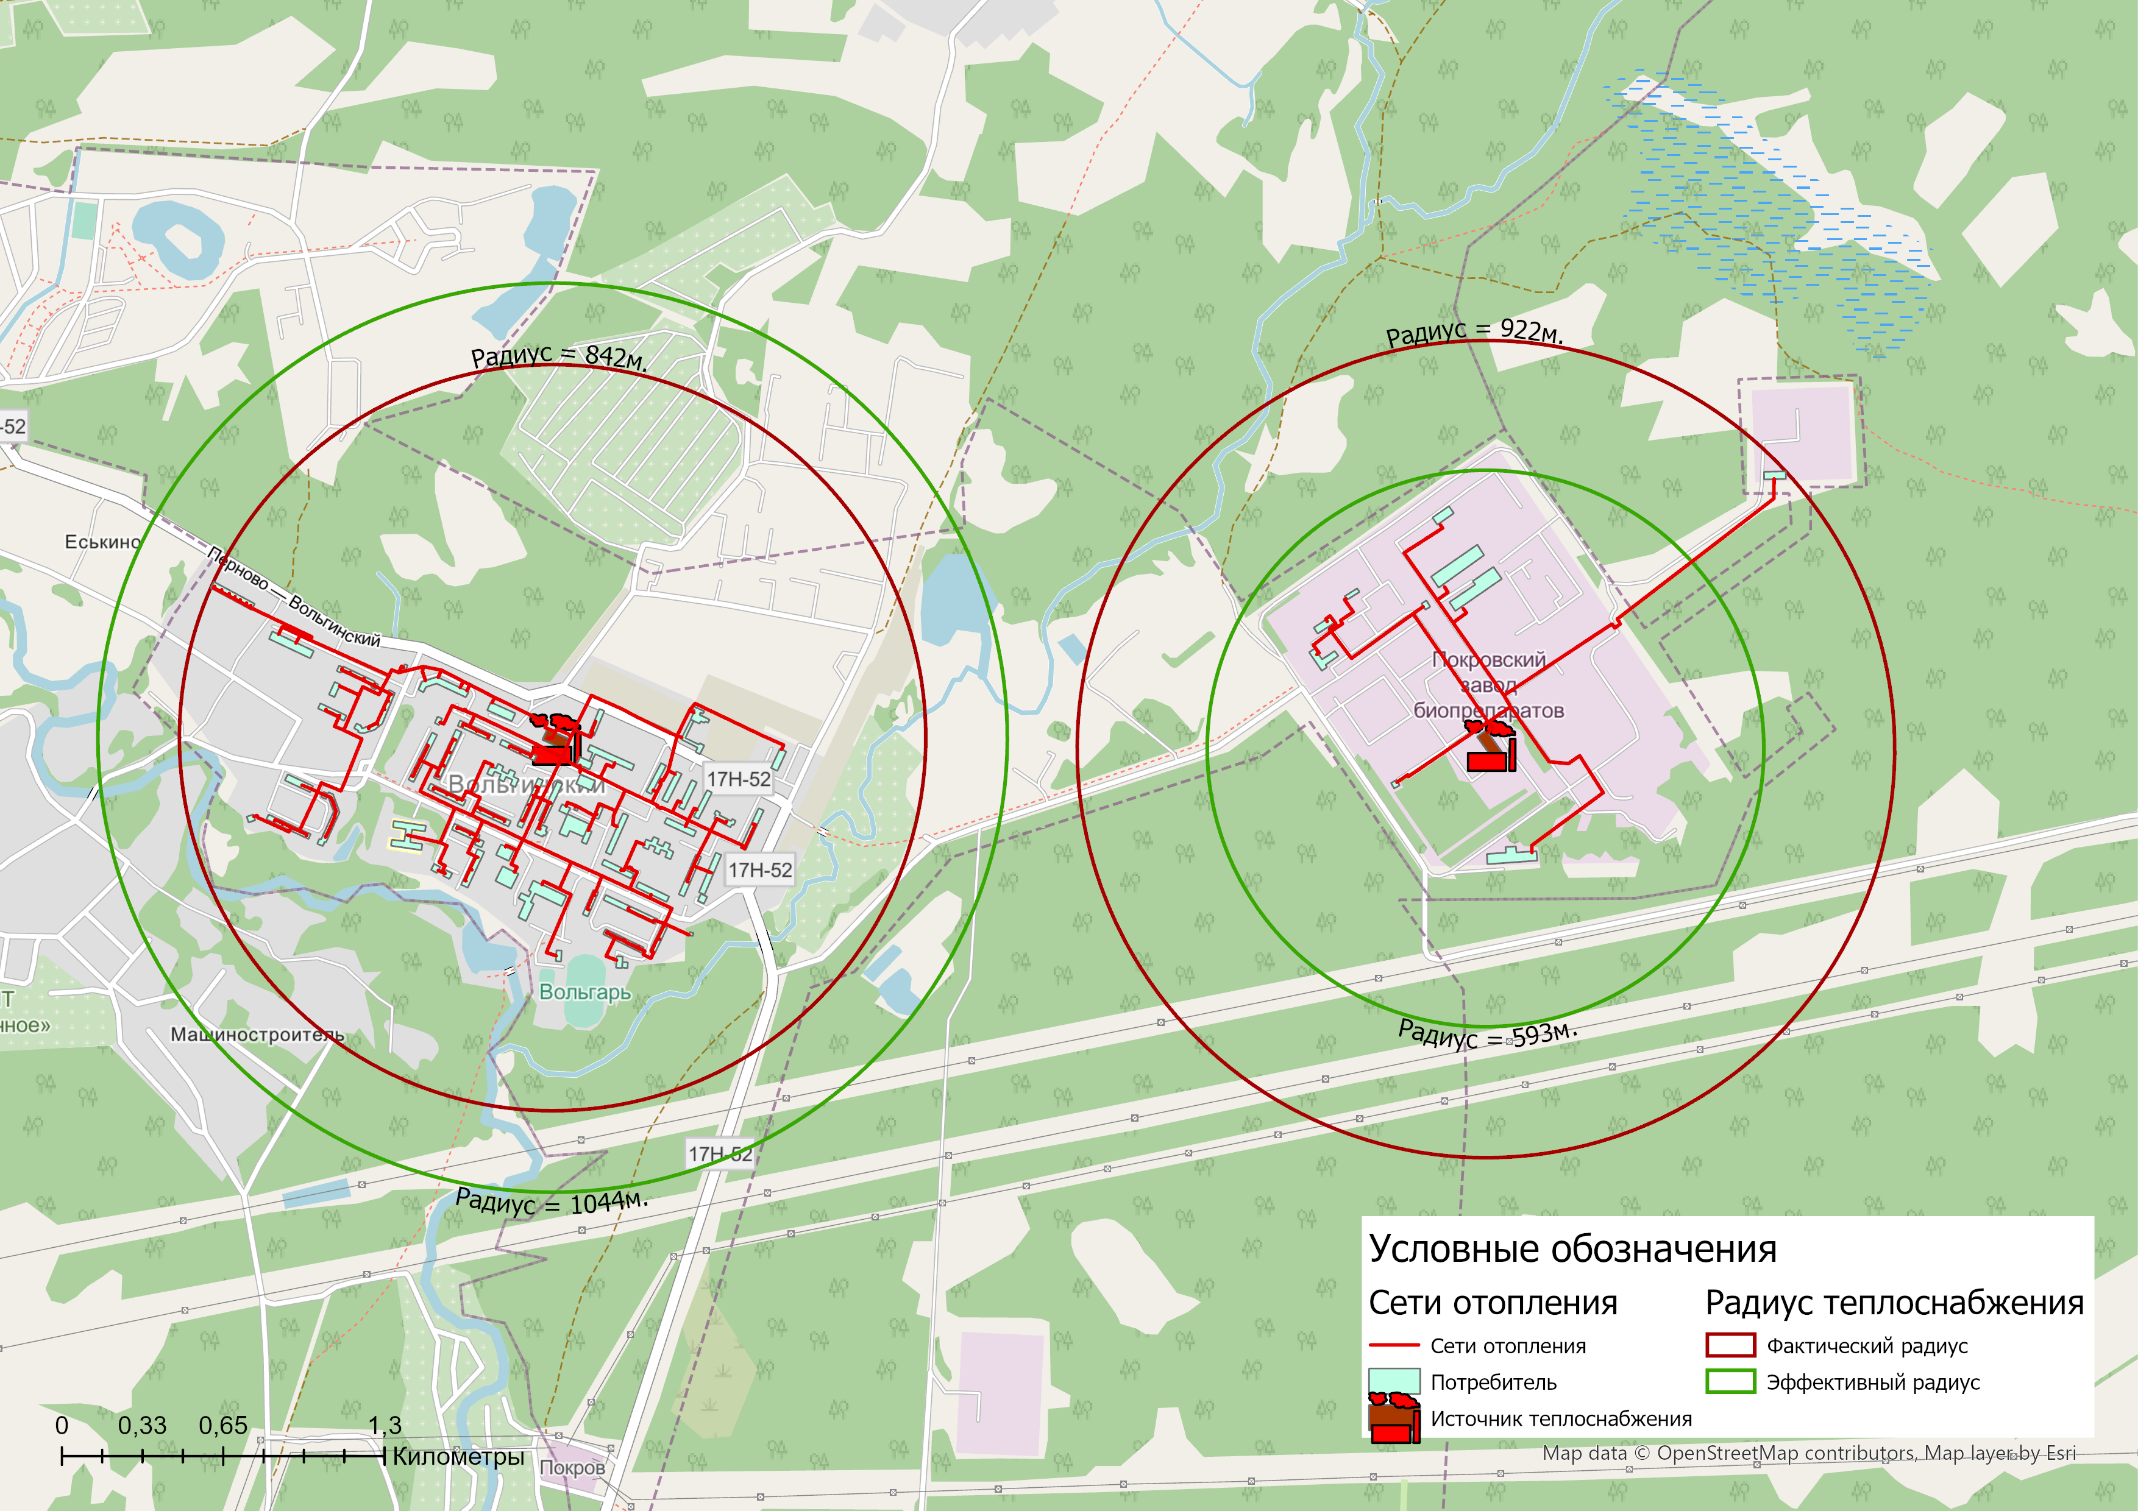 Радиус = 922м.
Радиус = 842м.
-52
Еськино
Перново — Вольгинский
Покровский
завод
биопрепаратов
17Н-52
Вольгинский
17Н-52
Вольгарь
Т
нное»
Машиностроитель
Радиус = 593м.
17Н-52
Радиус = 1044м.
Условные обозначения
Сети отопления
Сети отопления
Потребитель
Источник теплоснабжения
Радиус теплоснабжения
Фактический радиус
Эффективный радиус
0 0,33 0,65 1,3
Километры
Покров
Map data © OpenStreetMap contributors, Map layer by Esri